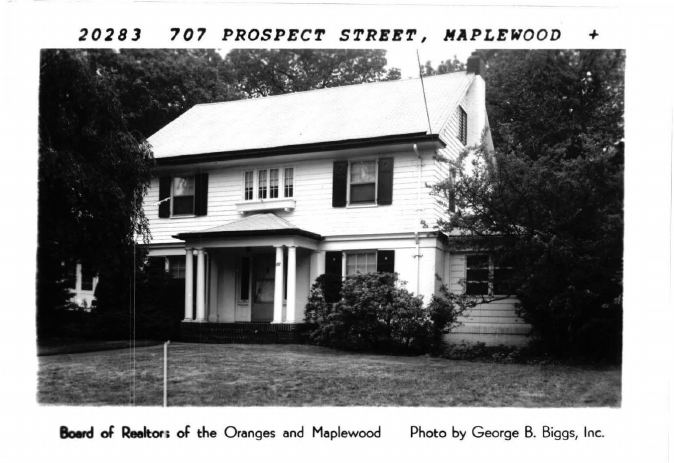 20283 707 PROSPECT STREET, MAPLEWOOD +
Board of Realtors of the Oranges and Maplewood Photo by George B. Biggs, Inc.